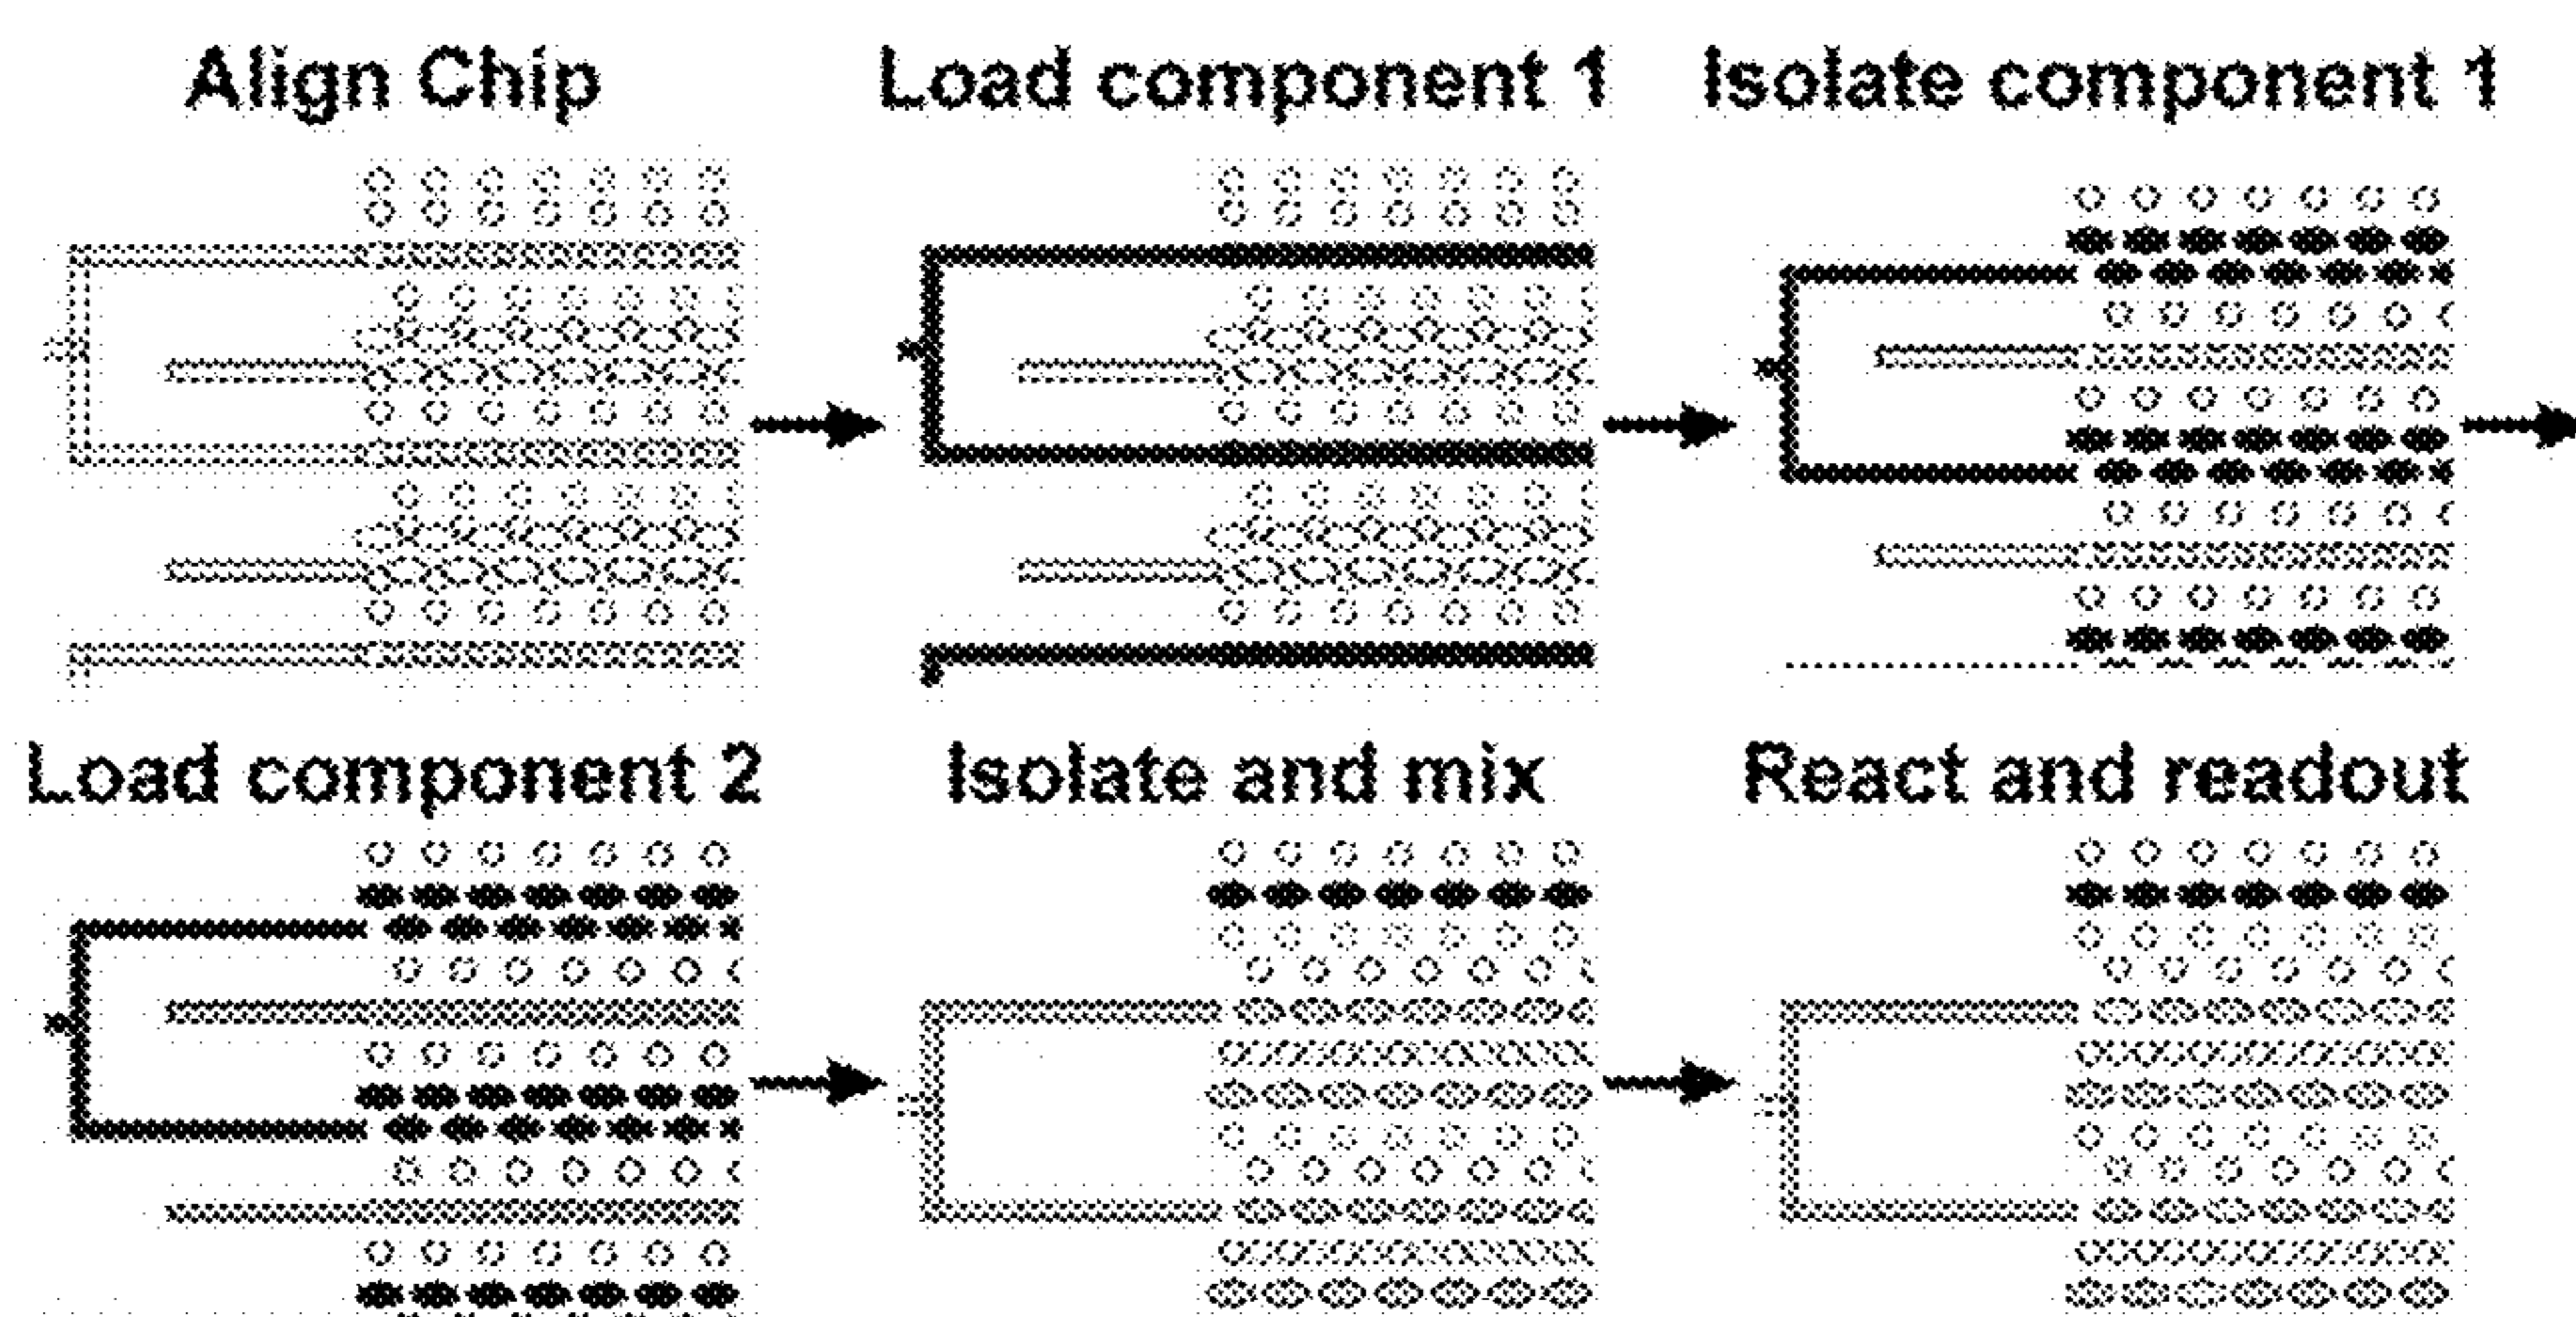 Align Chip
Load component 1
Isolate component 1
Load component 2
Isolate and mix
React and readout